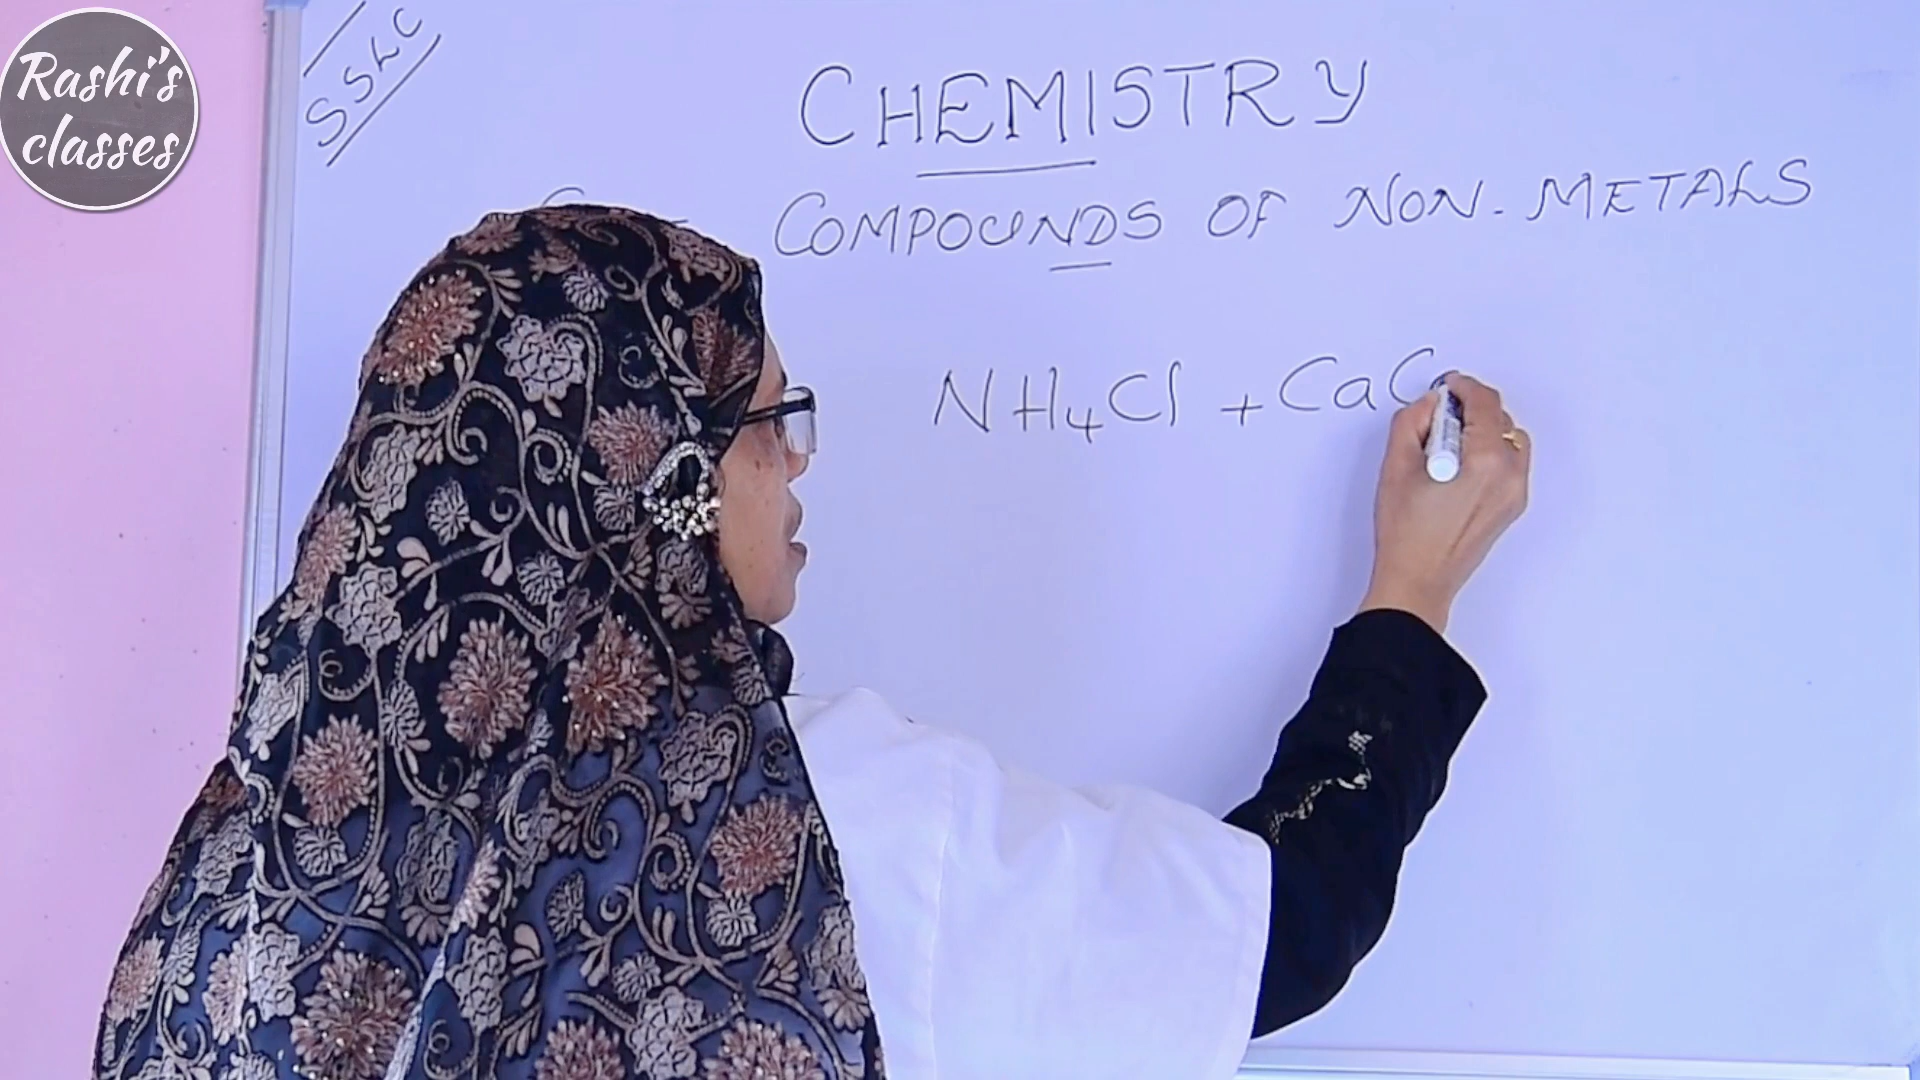 Rashi's
classes
SSLC
CHEMISTRY
COMPOUNDS OF NON-METALS
NH4Cl + CaC